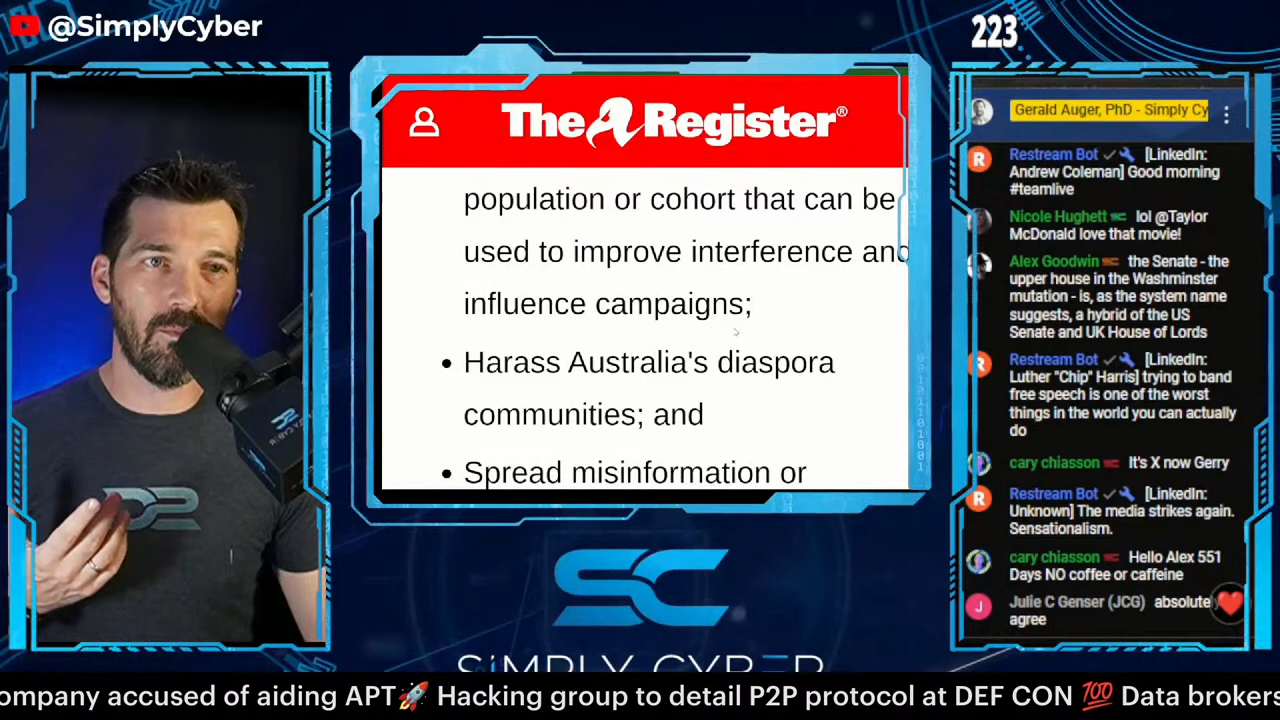 @SimplyCyber
223
The Register®
population or cohort that can be
used to improve interference and
influence campaigns;
• Harass Australia's diaspora
communities; and
• Spread misinformation or
SC
SIMPLY CYBER
D2
Gerald Auger, PhD - Simply Cy
Restream Bot [LinkedIn:
Andrew Coleman] Good morning
#teamlive
Nicole Hughett lol @Taylor
McDonald love that movie!
Alex Goodwin the Senate - the
upper house in the Washminster
mutation - is, as the system name
suggests, a hybrid of the US
Senate and UK House of Lords
Restream Bot [LinkedIn:
Luther "Chip" Harris] trying to band
free speech is one of the worst
things in the world you can actually
do
cary chiasson It's X now Gerry
Restream Bot [LinkedIn:
Unknown] The media strikes again.
Sensationalism.
cary chiasson Hello Alex 551
Days NO coffee or caffeine
Julie C Genser (JCG) absolute
agree
ompany accused of aiding APT🚀 Hacking group to detail P2P protocol at DEF CON 💯 Data brokers